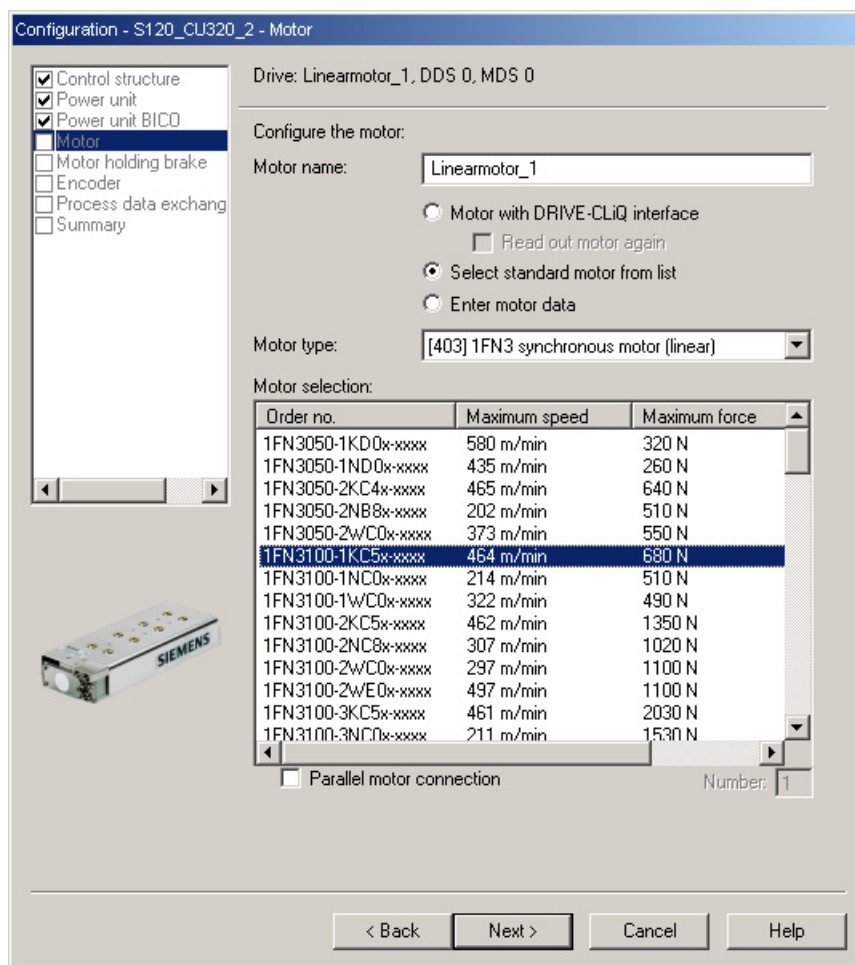 Configuration - S120_CU320_2 - Motor
Control structure
Power unit
Power unit BICO
Motor
Motor holding brake
Encoder
Process data exchang
Summary
Drive: Linearmotor_1, DDS 0, MDS 0
Configure the motor:
Motor name: Linearmotor_1
Motor with DRIVE-CLiQ interface
Read out motor again
Select standard motor from list
Enter motor data
Motor type: [403] 1FN3 synchronous motor (linear)
Motor selection:
Order no. Maximum speed Maximum force
1FN3050-1KD0x-xxxx 580 m/min 320 N
1FN3050-1ND0x-xxxx 435 m/min 260 N
1FN3050-2KC4x-xxxx 465 m/min 640 N
1FN3050-2NB8x-xxxx 202 m/min 510 N
1FN3050-2WC0x-xxxx 373 m/min 550 N
1FN3100-1KC5x-xxxx 464 m/min 680 N
1FN3100-1NC0x-xxxx 214 m/min 510 N
1FN3100-1WC0x-xxxx 322 m/min 490 N
1FN3100-2KC5x-xxxx 462 m/min 1350 N
1FN3100-2NC8x-xxxx 307 m/min 1020 N
1FN3100-2WC0x-xxxx 297 m/min 1100 N
1FN3100-2WE0x-xxxx 497 m/min 1100 N
1FN3100-3KC5x-xxxx 461 m/min 2030 N
1FN3100-3NC0x-xxxx 211 m/min 1530 N
SIEMENS
Parallel motor connection Number: 1
< Back Next > Cancel Help